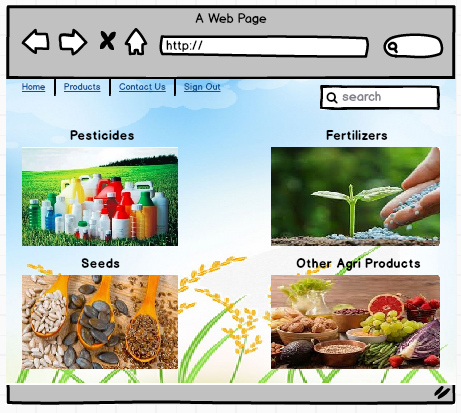 A Web Page
http://
Home Products Contact Us Sign Out
search
Pesticides Fertilizers
Seeds Other Agri Products